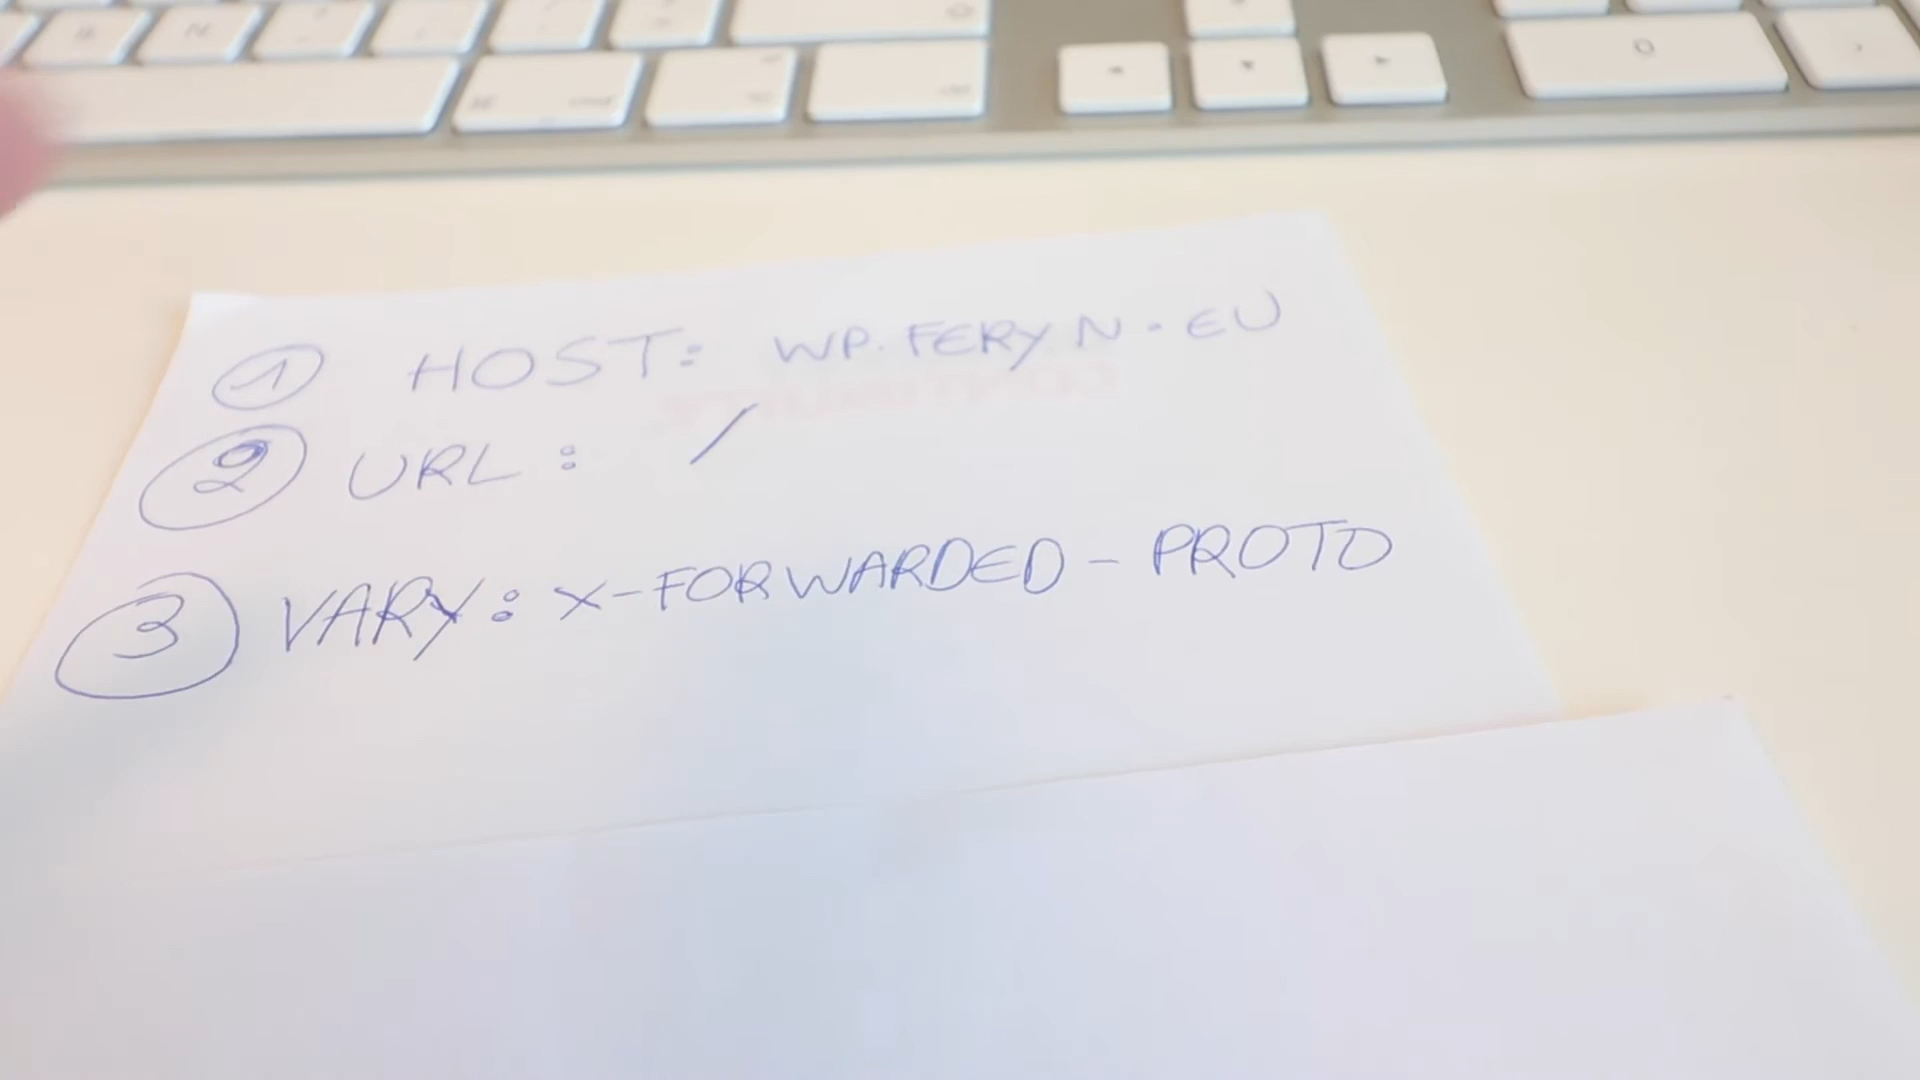 ① HOST: WP.FERYN.EU
② URL: /
③ VARY: X-FORWARDED-PROTO